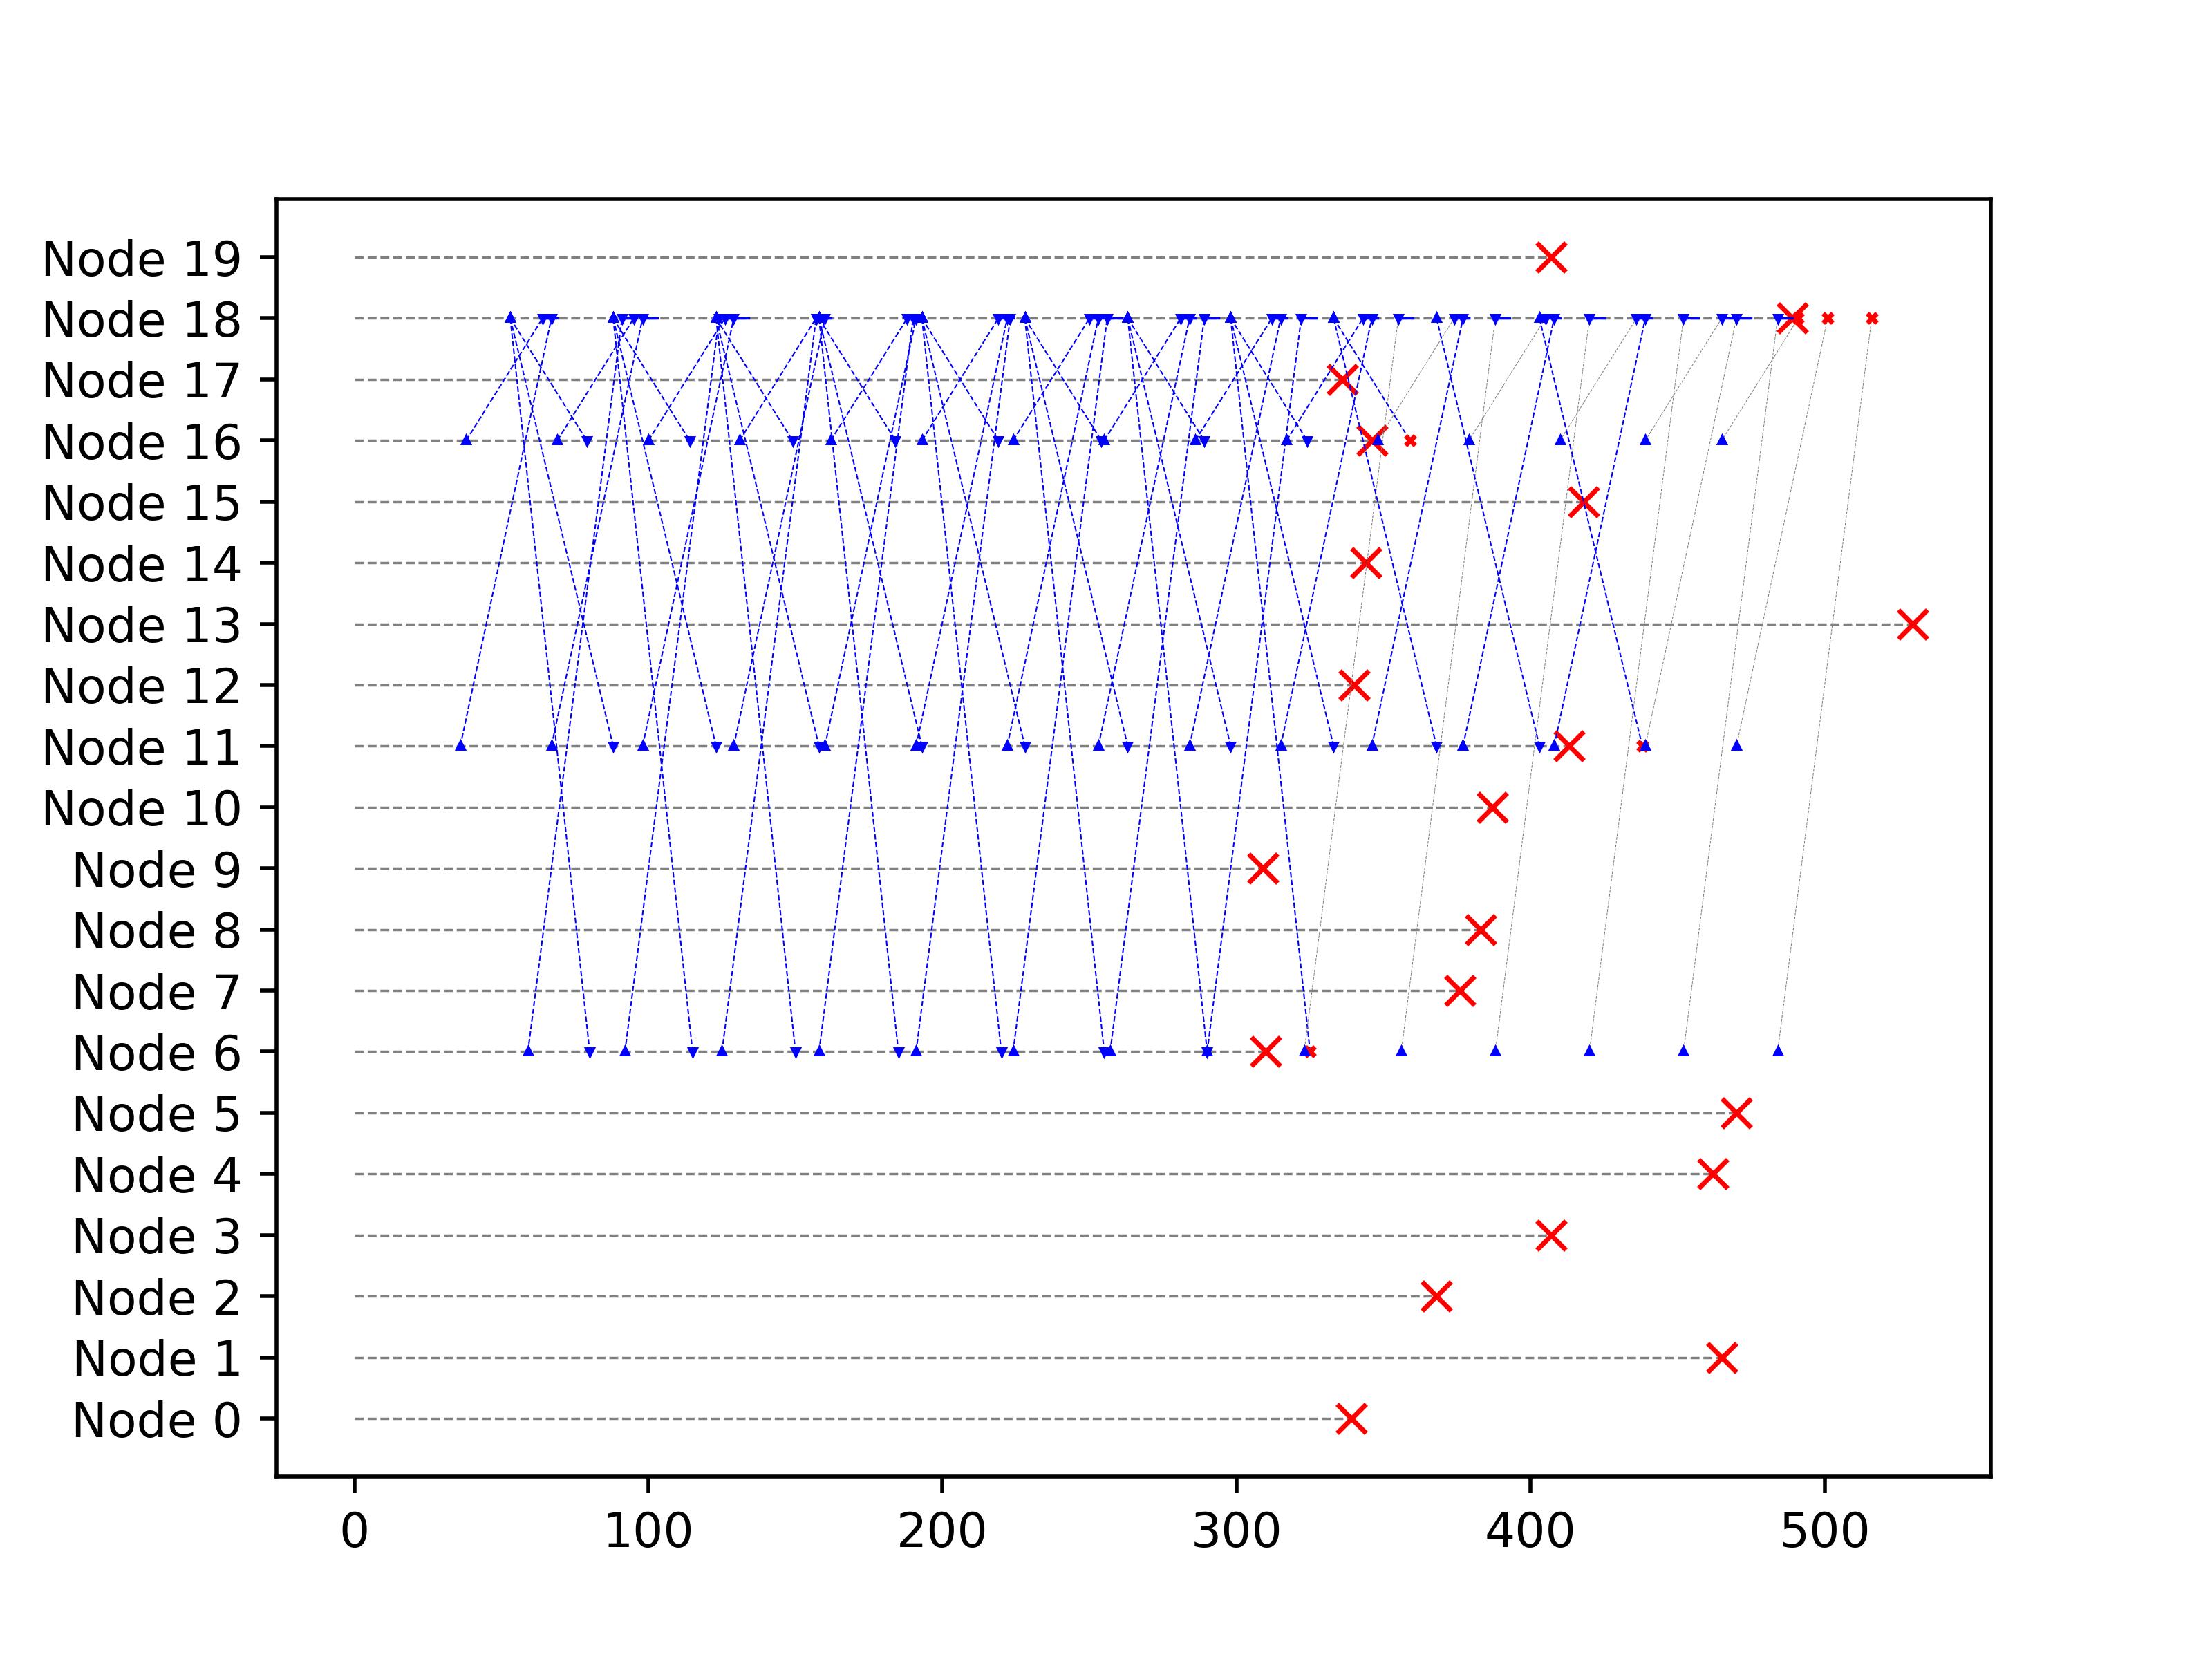 Node 19
Node 18
Node 17
Node 16
Node 15
Node 14
Node 13
Node 12
Node 11
Node 10
Node 9
Node 8
Node 7
Node 6
Node 5
Node 4
Node 3
Node 2
Node 1
Node 0
0 100 200 300 400 500